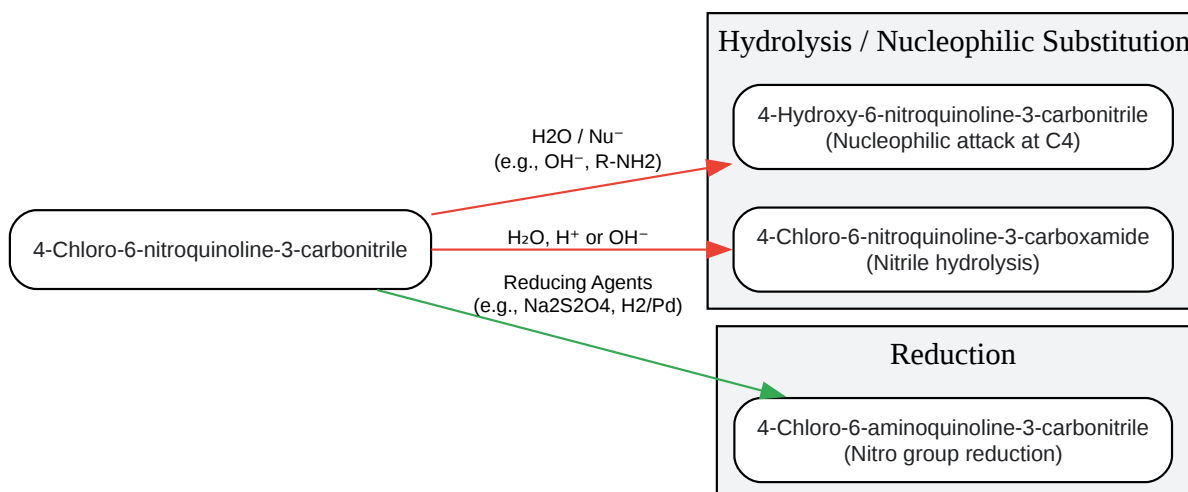 Hydrolysis / Nucleophilic Substitution
4-Hydroxy-6-nitroquinoline-3-carbonitrile
(Nucleophilic attack at C4)
H2O / Nu⁻
(e.g., OH⁻, R-NH2)
4-Chloro-6-nitroquinoline-3-carbonitrile
H₂O, H⁺ or OH⁻
4-Chloro-6-nitroquinoline-3-carboxamide
(Nitrile hydrolysis)
Reducing Agents
(e.g., Na2S2O4, H2/Pd)
Reduction
4-Chloro-6-aminoquinoline-3-carbonitrile
(Nitro group reduction)